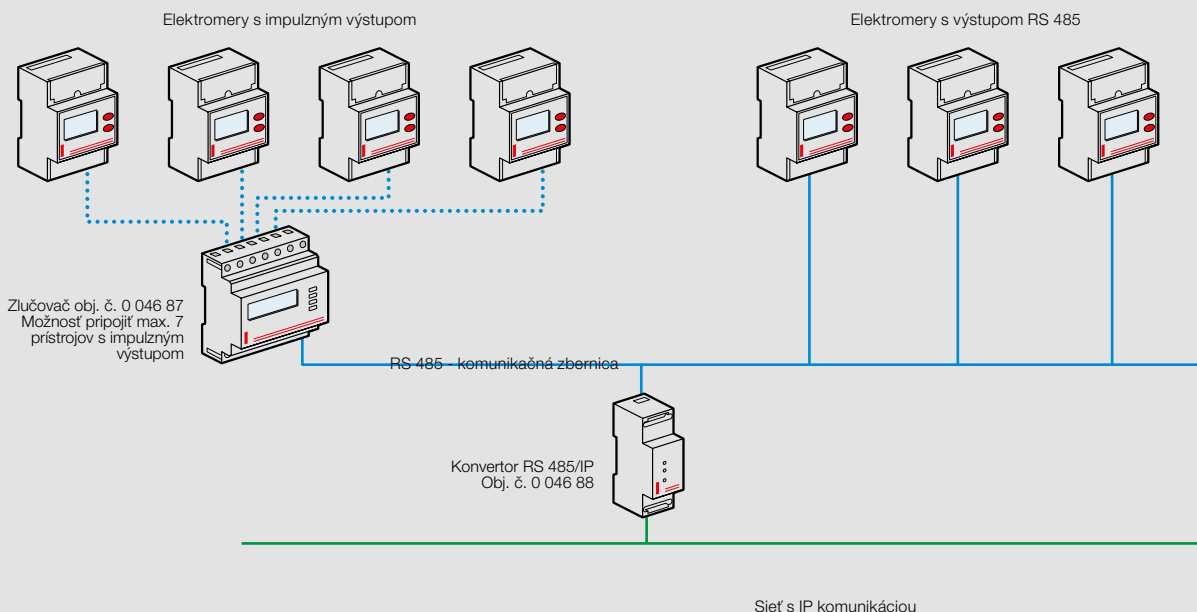 Elektromery s impulzným výstupom
Elektromery s výstupom RS 485
Zlučovač obj. č. 0 046 87
Možnosť pripojiť max. 7
prístrojov s impulzným
výstupom
RS 485 - komunikačná zbernica
Konvertor RS 485/IP
Obj. č. 0 046 88
Sieť s IP komunikáciou